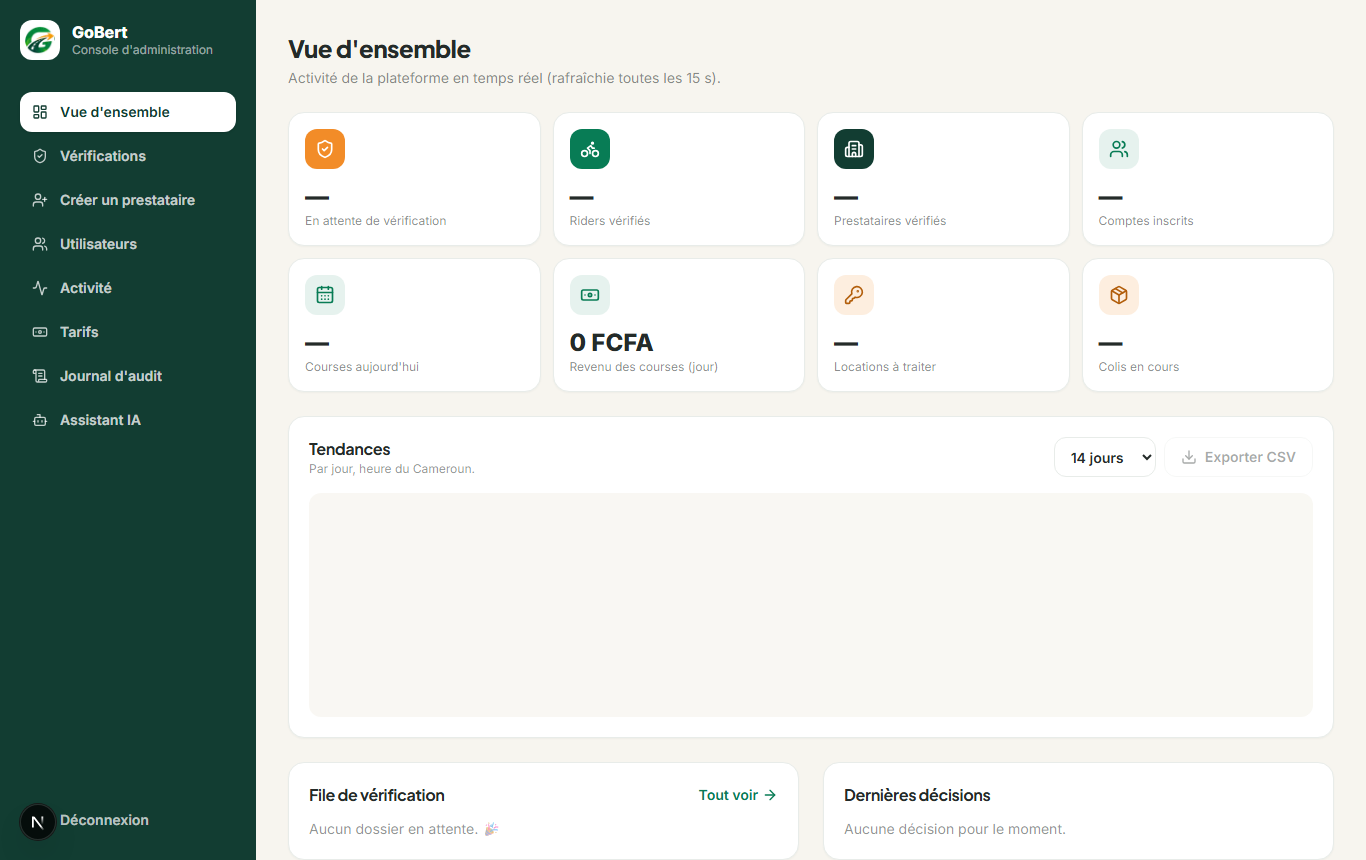 GoBert
Console d'administration
Vue d'ensemble
Vérifications
Créer un prestataire
Utilisateurs
Activité
Tarifs
Journal d'audit
Assistant IA
N
Déconnexion
Vue d'ensemble
Activité de la plateforme en temps réel (rafraîchie toutes les 15 s).
—
En attente de vérification
—
Riders vérifiés
—
Prestataires vérifiés
—
Comptes inscrits
—
Courses aujourd'hui
0 FCFA
Revenu des courses (jour)
—
Locations à traiter
—
Colis en cours
Tendances
Par jour, heure du Cameroun.
14 jours
Exporter CSV
File de vérification
Tout voir →
Aucun dossier en attente. 🎉
Dernières décisions
Aucune décision pour le moment.